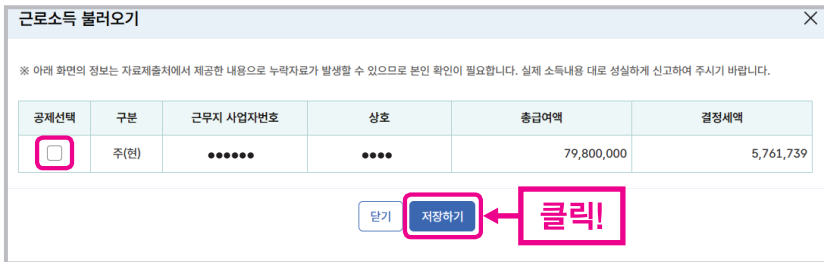 근로소득 불러오기
※ 아래 화면의 정보는 자료제출처에서 제공한 내용으로 누락자료가 발생할 수 있으므로 본인 확인이 필요합니다. 실제 소득내용 대로 성실하게 신고하여 주시기 바랍니다.
공제선택 구분 근무지 사업자번호 상호 총급여액 결정세액
주(현) ●●●●●● ●●●● 79,800,000 5,761,739
닫기 저장하기 클릭!